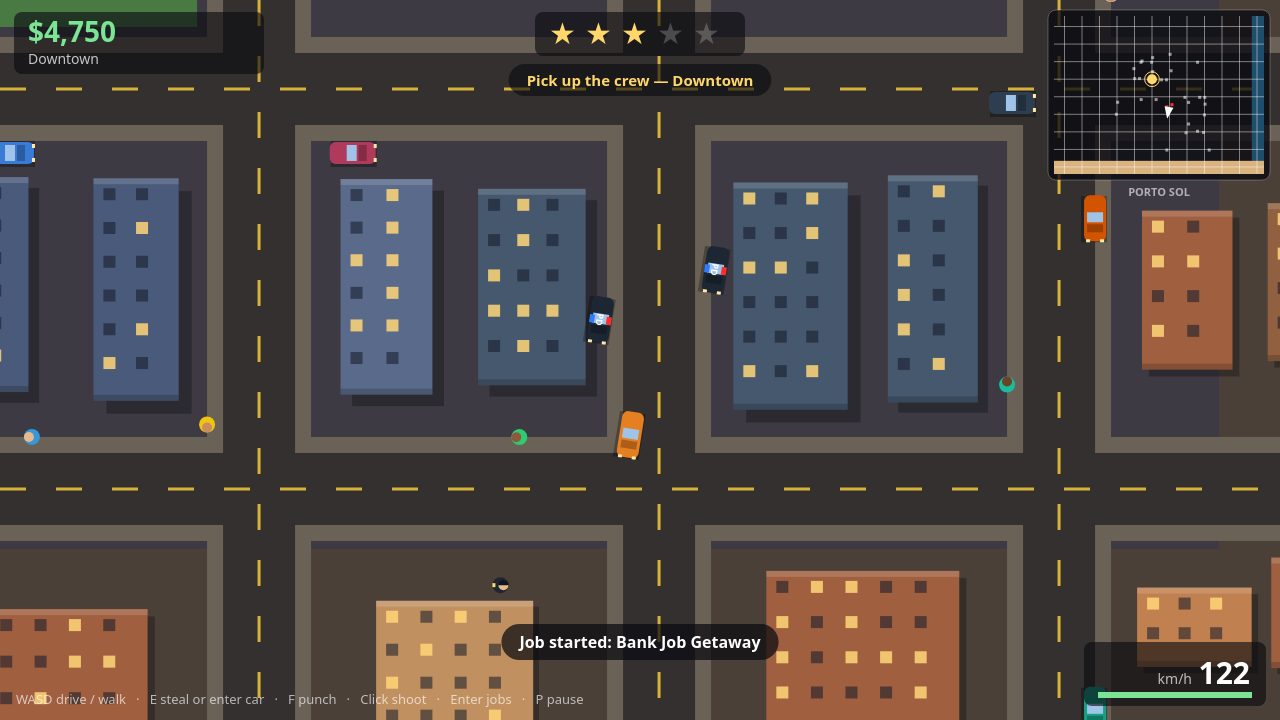 $4,750
Downtown
Pick up the crew — Downtown
PORTO SOL
Job started: Bank Job Getaway
km/h 122
WASD drive / walk · E steal or enter car · F punch · Click shoot · Enter jobs · P pause